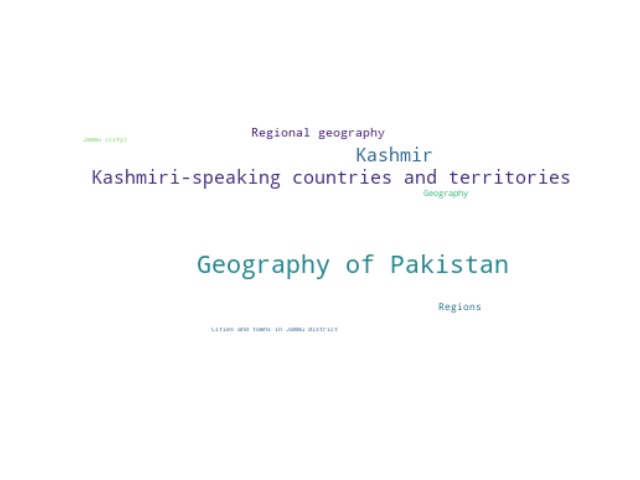 Regional geography
Jammu (city)
Kashmir
Kashmiri-speaking countries and territories
Geography
Geography of Pakistan
Regions
Cities and towns in Jammu district